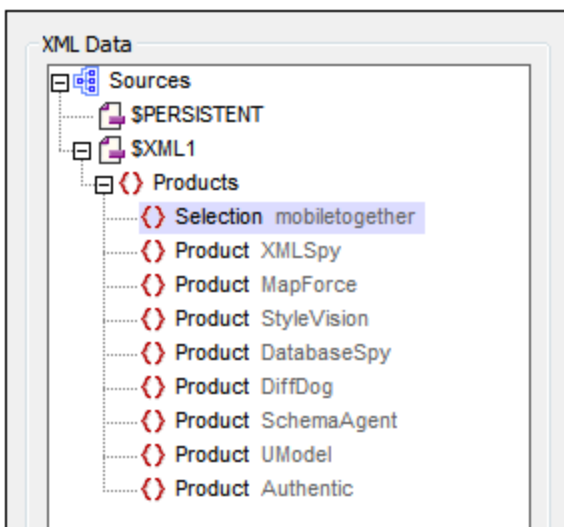 XML Data
Sources
$PERSISTENT
$XML1
{} Products
{} Selection mobiletogether
{} Product XMLSpy
{} Product MapForce
{} Product StyleVision
{} Product DatabaseSpy
{} Product DiffDog
{} Product SchemaAgent
{} Product UModel
{} Product Authentic